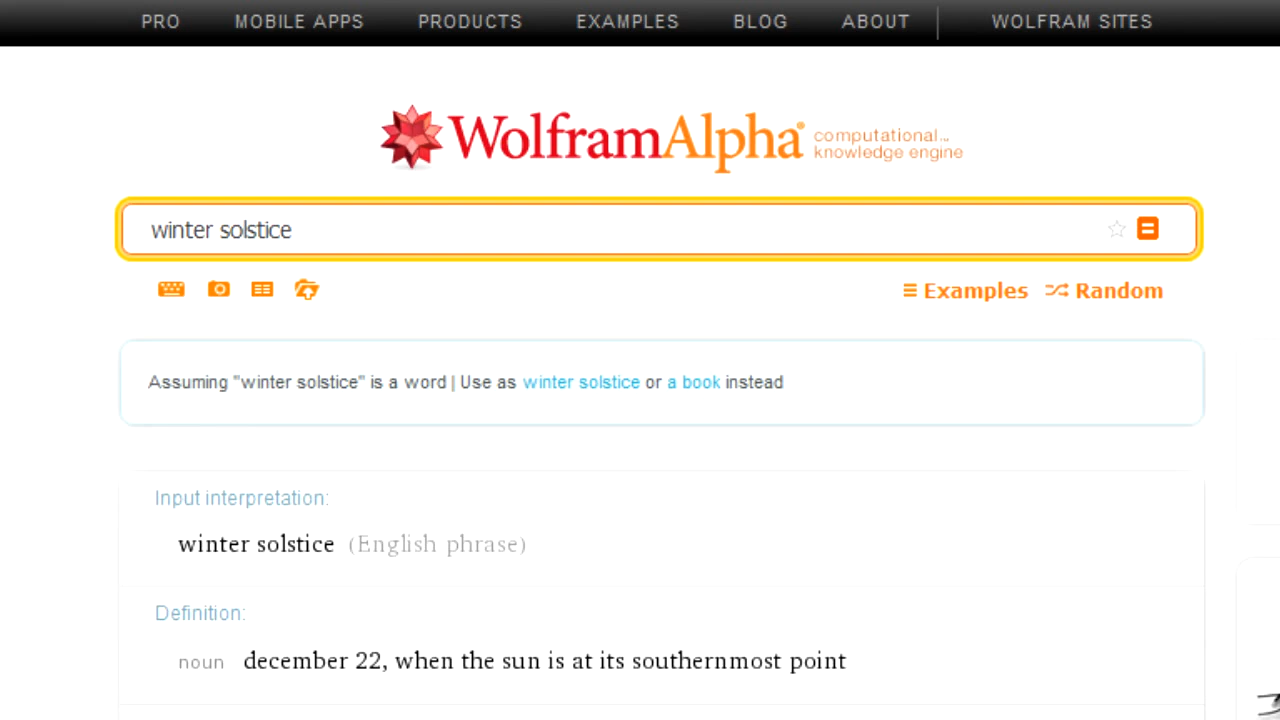 PRO MOBILE APPS PRODUCTS EXAMPLES BLOG ABOUT WOLFRAM SITES
WolframAlpha computational...
knowledge engine
winter solstice
Examples Random
Assuming "winter solstice" is a word | Use as winter solstice or a book instead
Input interpretation:
winter solstice (English phrase)
Definition:
noun december 22, when the sun is at its southernmost point